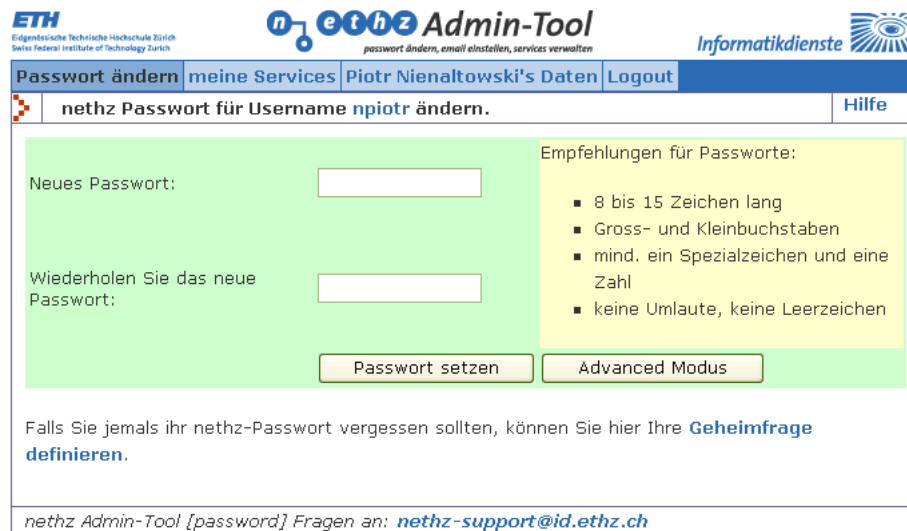 ETH
Eidgenössische Technische Hochschule Zürich
Swiss Federal Institute of Technology Zurich
n ethz Admin-Tool
passwort ändern, email einstellen, services verwalten
Informatikdienste
Passwort ändern meine Services Piotr Nienaltowski's Daten Logout
nethz Passwort für Username npiotr ändern. Hilfe
Empfehlungen für Passworte:
Neues Passwort:
8 bis 15 Zeichen lang
Gross- und Kleinbuchstaben
mind. ein Spezialzeichen und eine
Zahl
keine Umlaute, keine Leerzeichen
Wiederholen Sie das neue
Passwort:
Passwort setzen Advanced Modus
Falls Sie jemals ihr nethz-Passwort vergessen sollten, können Sie hier Ihre Geheimfrage
definieren.
nethz Admin-Tool [password] Fragen an: nethz-support@id.ethz.ch